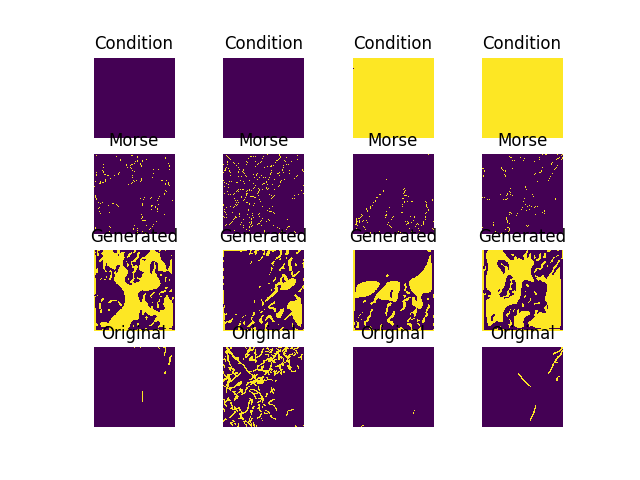 Condition Condition Condition Condition
Morse Morse Morse Morse
Generated Generated Generated Generated
Original Original Original Original